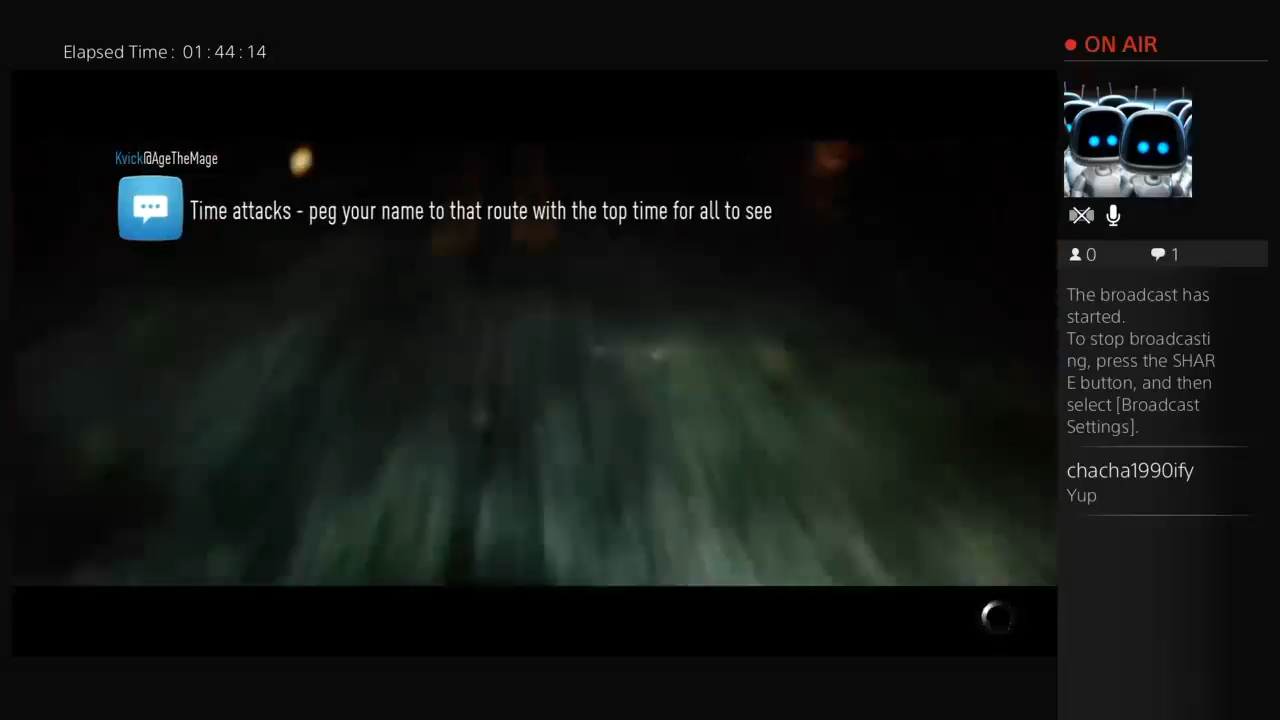 Elapsed Time: 01:44:14
ON AIR
Kvick@AgeTheMage
Time attacks - peg your name to that route with the top time for all to see
0 1
The broadcast has
started.
To stop broadcasti
ng, press the SHAR
E button, and then
select [Broadcast
Settings].
chacha1990ify
Yup